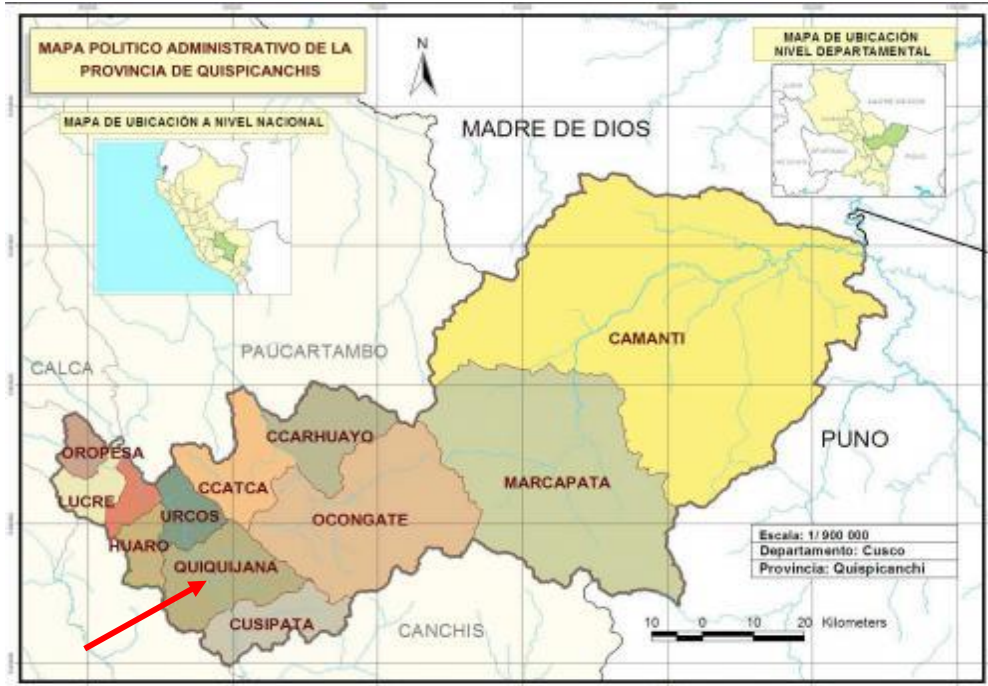 MAPA POLITICO ADMINISTRATIVO DE LA
PROVINCIA DE QUISPICANCHIS
N
MAPA DE UBICACIÓN
NIVEL DEPARTAMENTAL
MAPA DE UBICACIÓN A NIVEL NACIONAL
MADRE DE DIOS
CAMANTI
PAUCARTAMBO
CALCA
CCARHUAYO
PUNO
OROPESA
CCATCA
MARCAPATA
LUCRE
URCOS
OCONGATE
HUARO
QUIQUIJANA
Escala: 1/ 900 000
Departamento: Cusco
Provincia: Quispicanchi
CUSIPATA
CANCHIS
10 0 10 20 Kilometers